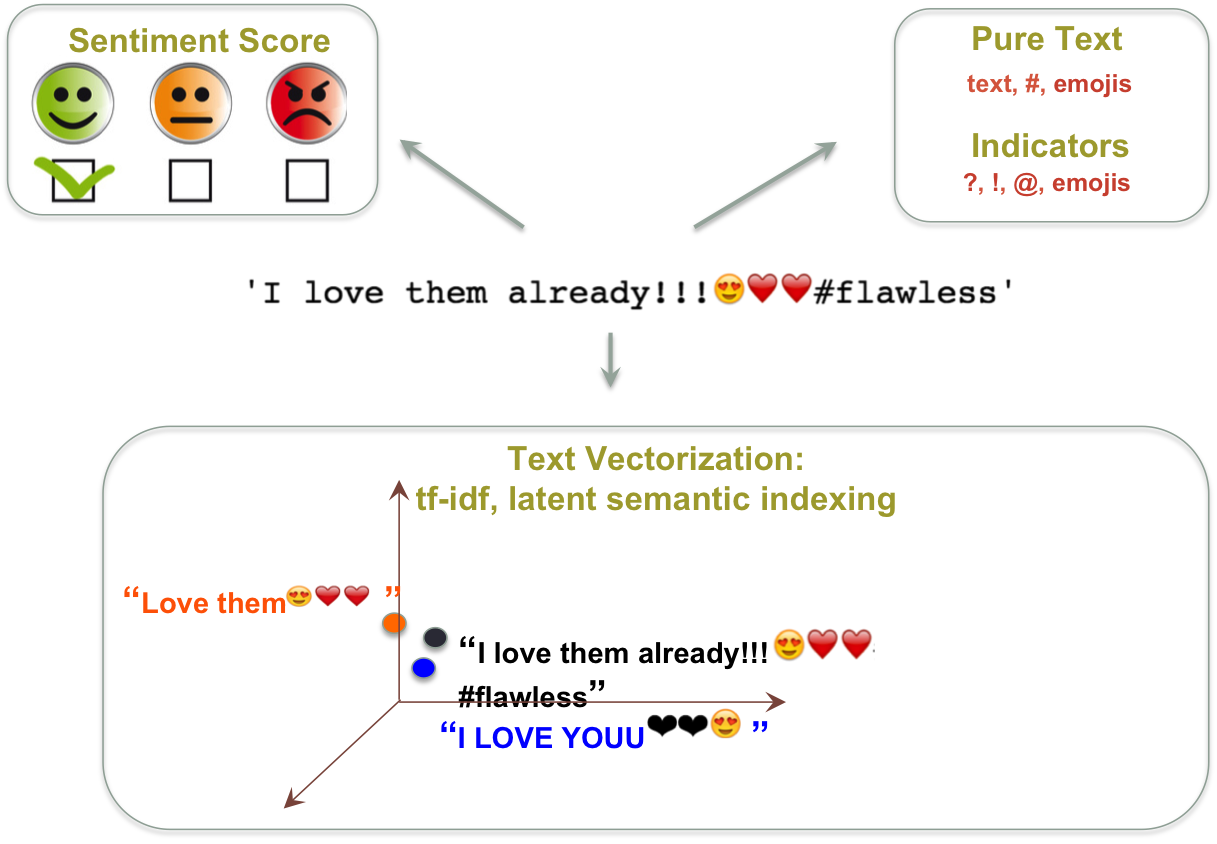 Sentiment Score
Pure Text
text, #, emojis
Indicators
?, !, @, emojis
'I love them already!!!😍❤️❤️#flawless'
Text Vectorization:
tf-idf, latent semantic indexing
“Love them😍❤️❤️ ”
“I love them already!!!😍❤️❤️
#flawless”
“I LOVE YOUU🖤🖤😍 ”